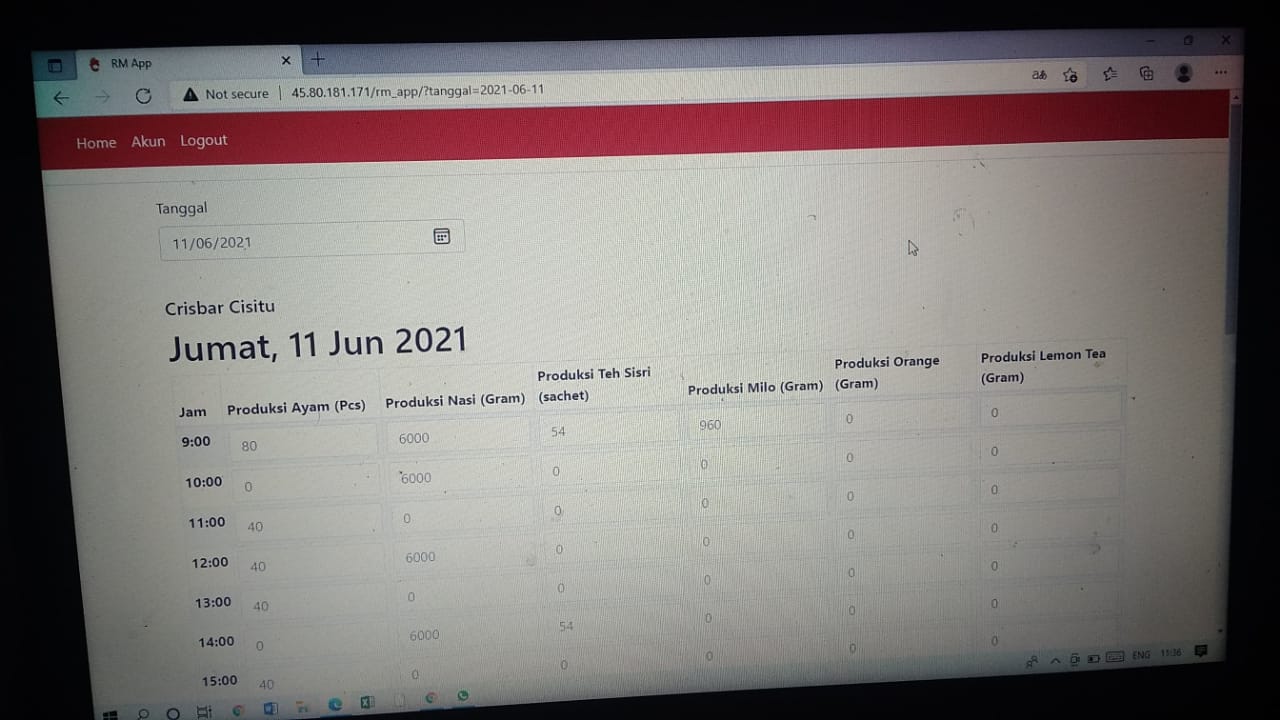 RM App
Not secure | 45.80.181.171/rm_app/?tanggal=2021-06-11
Home Akun Logout
Tanggal
11/06/2021
Crisbar Cisitu
Jumat, 11 Jun 2021
Jam Produksi Ayam (Pcs) Produksi Nasi (Gram) Produksi Teh Sisri (sachet) Produksi Milo (Gram) Produksi Orange (Gram) Produksi Lemon Tea (Gram)
9:00 80 6000 54 960 0 0
10:00 0 6000 0 0 0 0
11:00 40 0 0 0 0 0
12:00 40 6000 0 0 0 0
13:00 40 0 0 0 0 0
14:00 0 6000 54 0 0 0
15:00 40 0 0 0 0 0
ENG 11:36